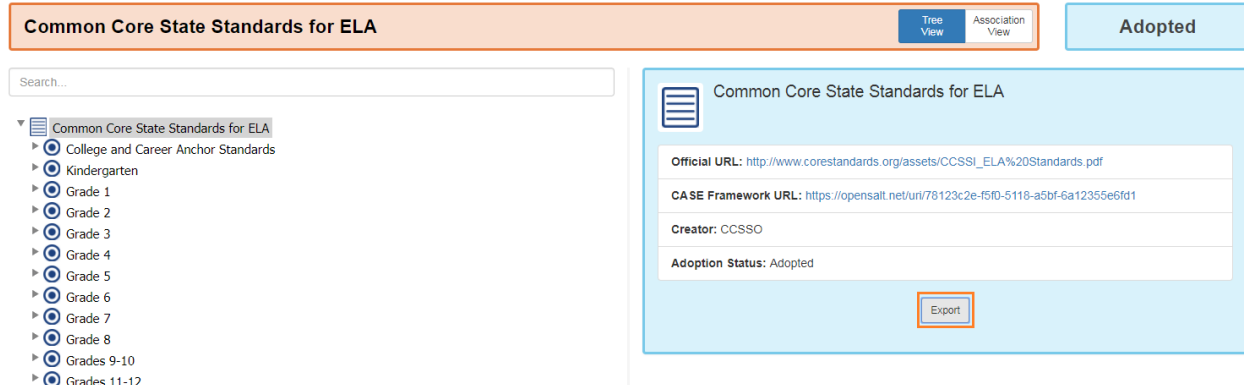 Common Core State Standards for ELA
Tree
View
Association
View
Adopted
Search...
Common Core State Standards for ELA
College and Career Anchor Standards
Kindergarten
Grade 1
Grade 2
Grade 3
Grade 4
Grade 5
Grade 6
Grade 7
Grade 8
Grades 9-10
Grades 11-12
Common Core State Standards for ELA
Official URL: http://www.corestandards.org/assets/CCSSI_ELA%20Standards.pdf
CASE Framework URL: https://opensalt.net/uri/78123c2e-f5f0-5118-a5bf-6a12355e6fd1
Creator: CCSSO
Adoption Status: Adopted
Export